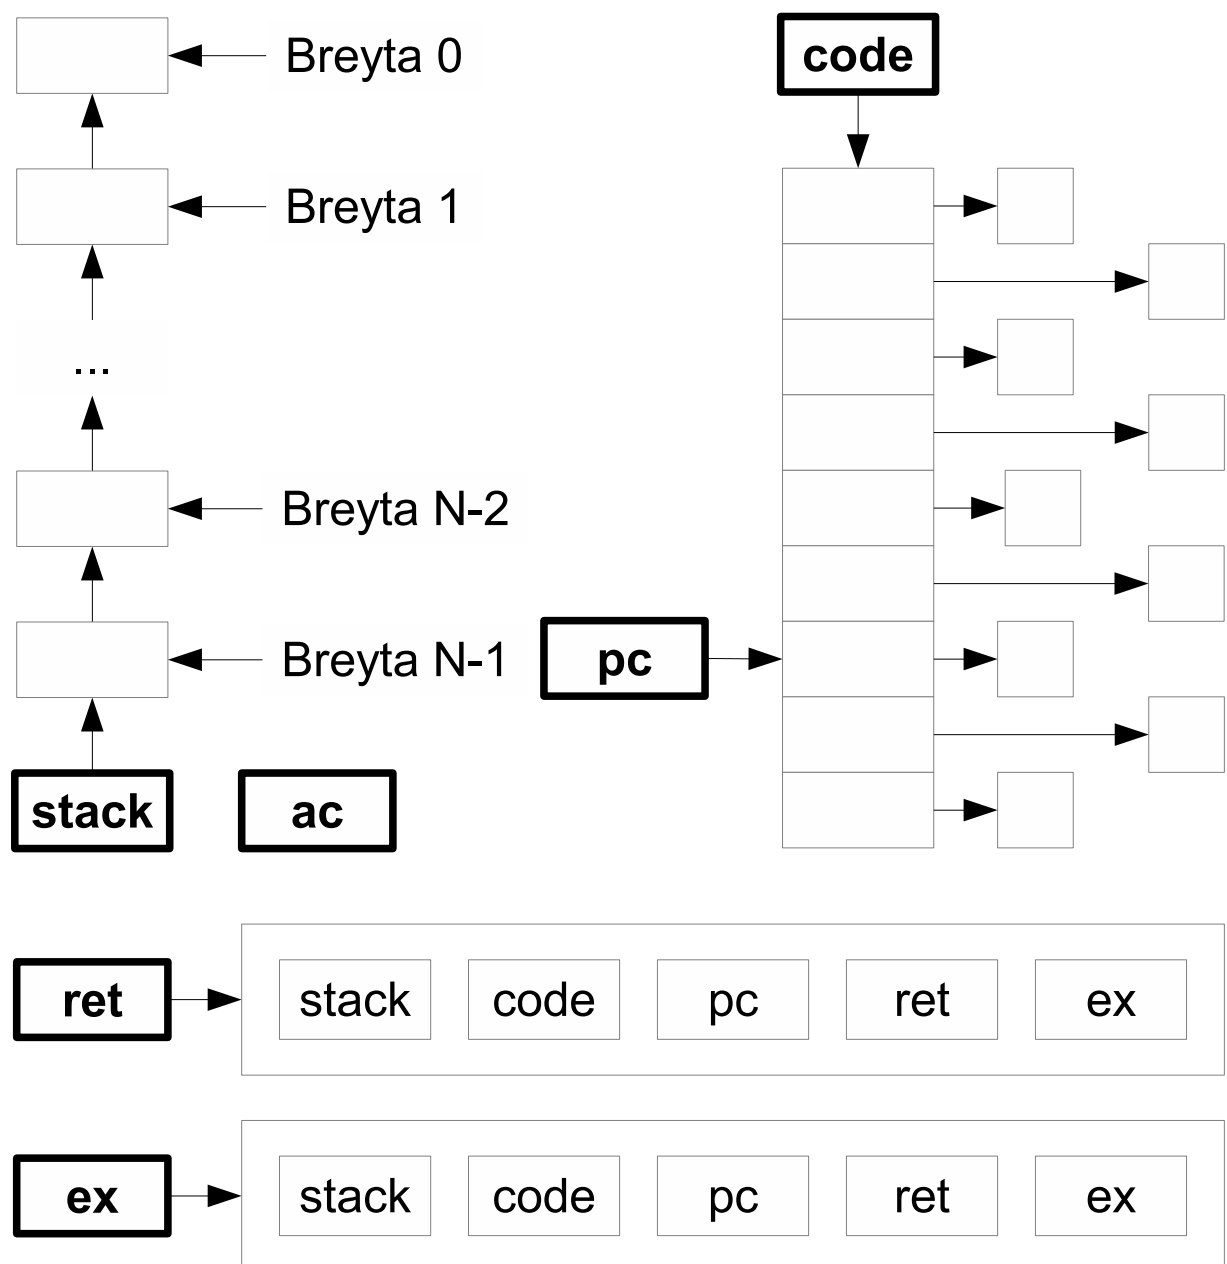 Breyta 0
code
Breyta 1
...
Breyta N-2
Breyta N-1
pc
stack
ac
ret
stack
code
pc
ret
ex
ex
stack
code
pc
ret
ex